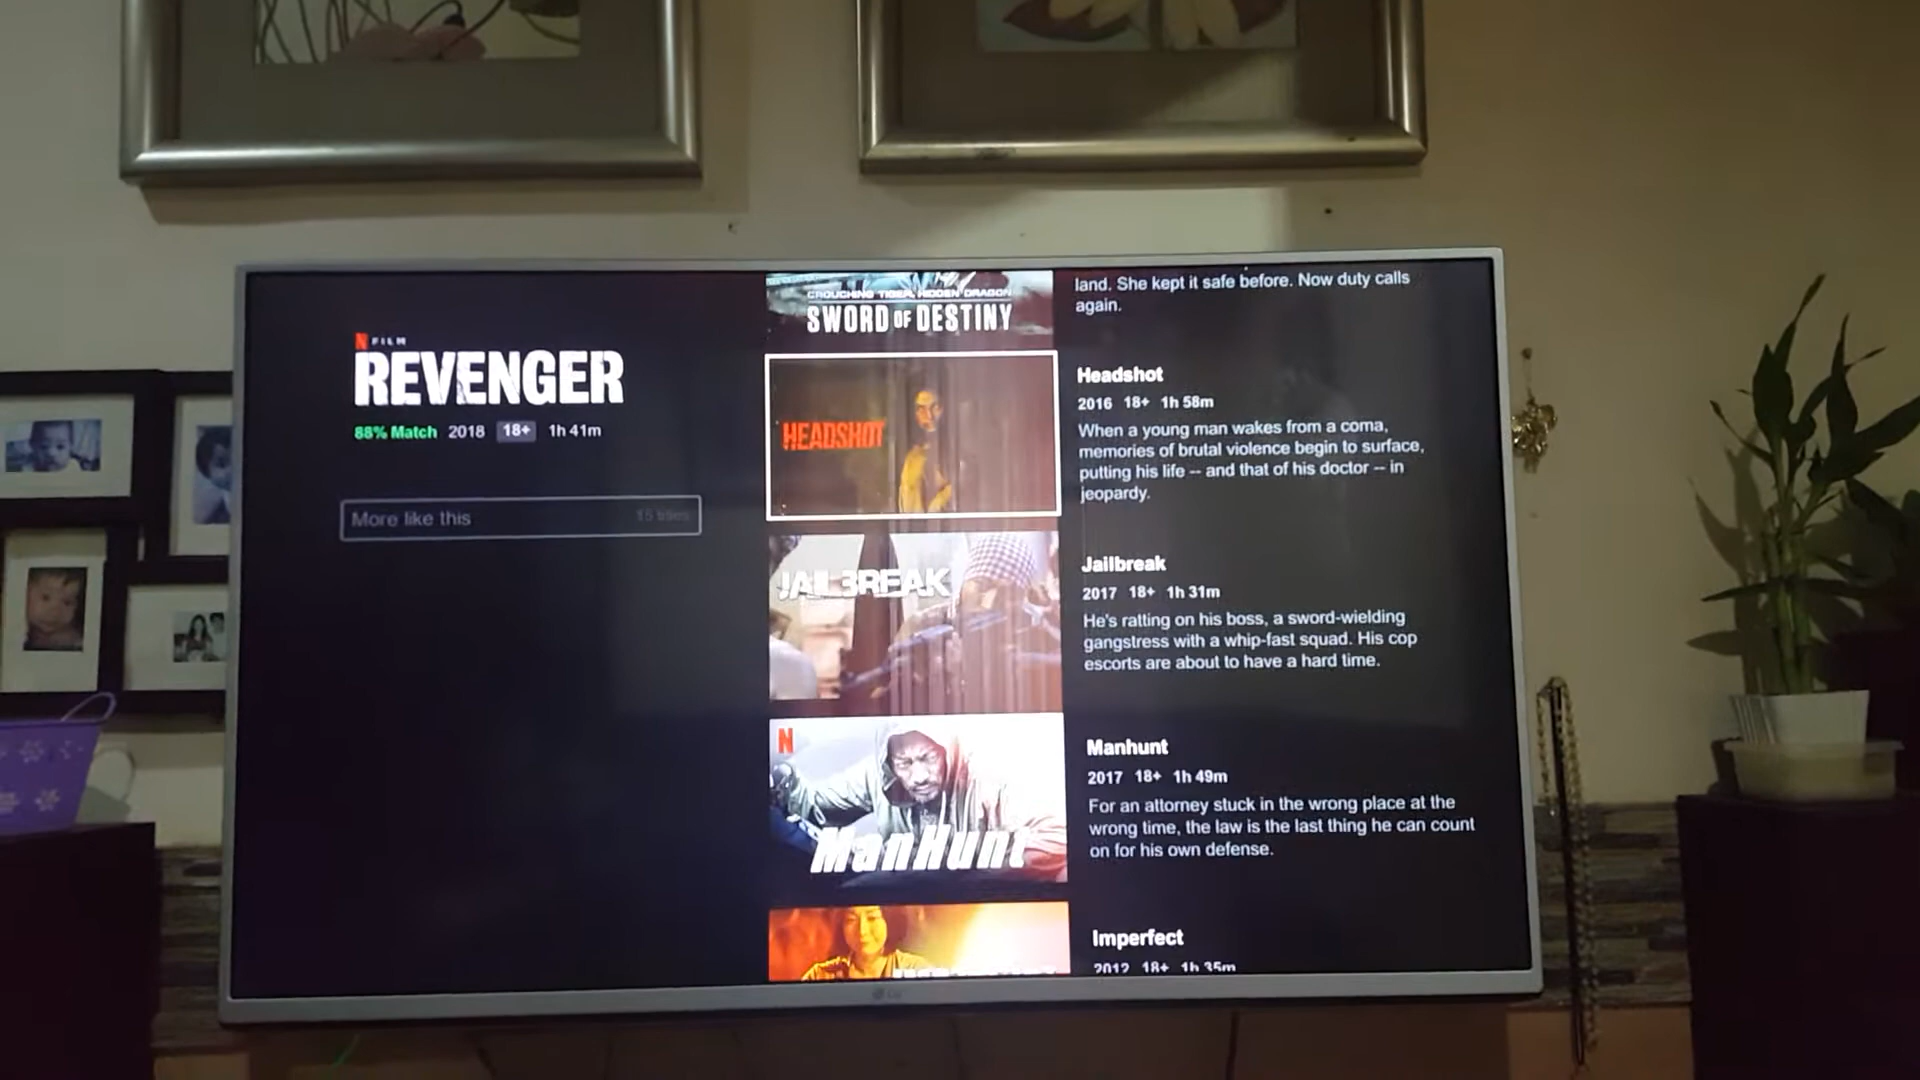 N FILM
REVENGER
88% Match 2018 18+ 1h 41m
More like this 15 titles
CROUCHING TIGER, HIDDEN DRAGON
SWORD OF DESTINY
land. She kept it safe before. Now duty calls
again.
HEADSHOT
Headshot
2016 18+ 1h 58m
When a young man wakes from a coma,
memories of brutal violence begin to surface,
putting his life -- and that of his doctor -- in
jeopardy.
JAILBREAK
Jailbreak
2017 18+ 1h 31m
He's ratting on his boss, a sword-wielding
gangstress with a whip-fast squad. His cop
escorts are about to have a hard time.
N
ManHunt
Manhunt
2017 18+ 1h 49m
For an attorney stuck in the wrong place at the
wrong time, the law is the last thing he can count
on for his own defense.
Imperfect
2012 18+ 1h 35m
LG